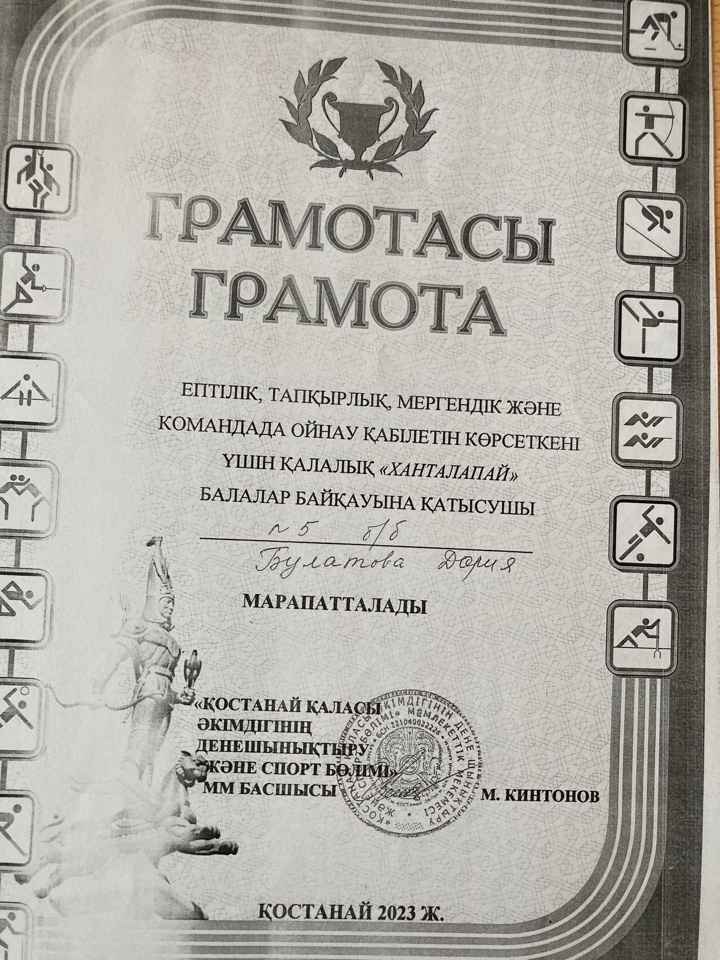 ГРАМОТАСЫ
ГРАМОТА
ЕПТІЛІК, ТАПҚЫРЛЫҚ, МЕРГЕНДІК ЖӘНЕ
КОМАНДАДА ОЙНАУ ҚАБІЛЕТІН КӨРСЕТКЕНІ
ҮШІН ҚАЛАЛЫҚ «ХАНТАЛАПАЙ»
БАЛАЛАР БАЙҚАУЫНА ҚАТЫСУШЫ
№5 б/б
Булатова Дория
МАРАПАТТАЛАДЫ
«ҚОСТАНАЙ ҚАЛАСЫ
ӘКІМДІГІНІҢ
ДЕНЕШЫНЫҚТЫРУ
ЖӘНЕ СПОРТ БӨЛІМІ»
ММ БАСШЫСЫ М. КИНТОНОВ
ҚОСТАНАЙ 2023 Ж.